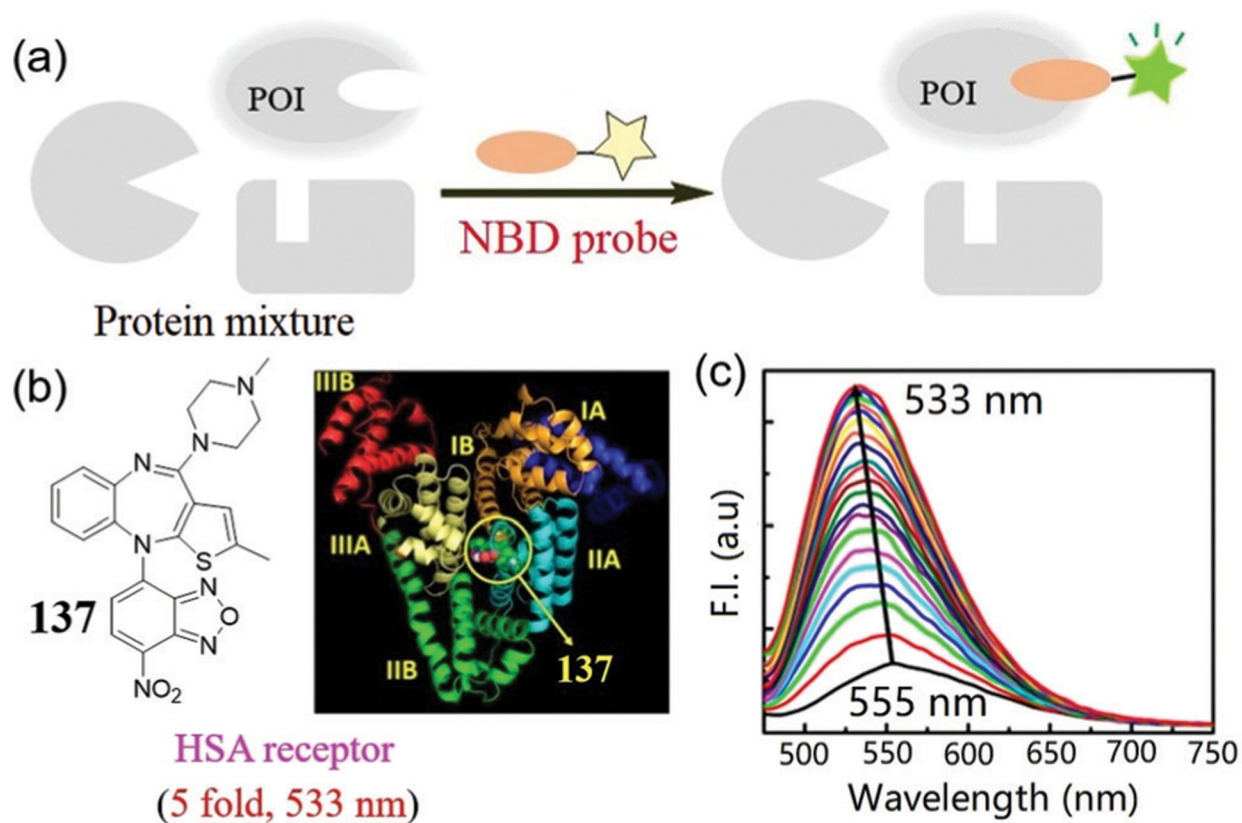 (a)
POI
POI
NBD probe
Protein mixture
(b)
N
N
N
N
S
N
O
N
NO₂
137
IIIB
IA
IB
IIIA
IIA
IIB
137
HSA receptor
(5 fold, 533 nm)
(c)
533 nm
555 nm
F.I. (a.u)
500 550 600 650 700 750
Wavelength (nm)